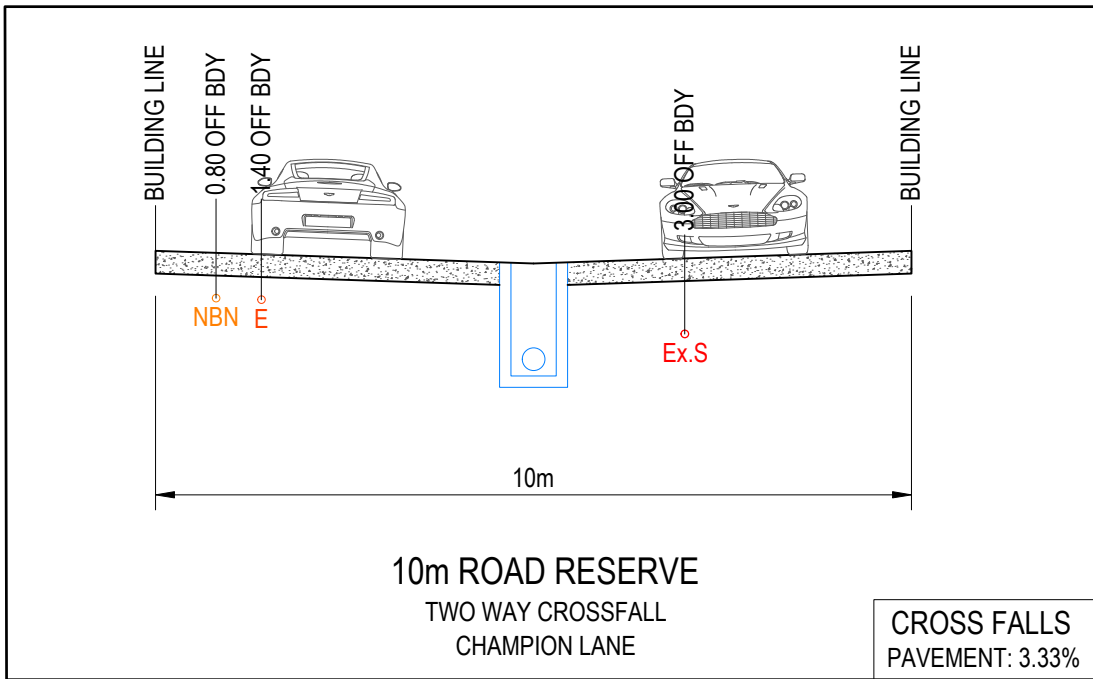 BUILDING LINE
0.80 OFF BDY
1.40 OFF BDY
3.00 OFF BDY
BUILDING LINE
NBN
E
Ex.S
10m
10m ROAD RESERVE
TWO WAY CROSSFALL
CHAMPION LANE
CROSS FALLS
PAVEMENT: 3.33%